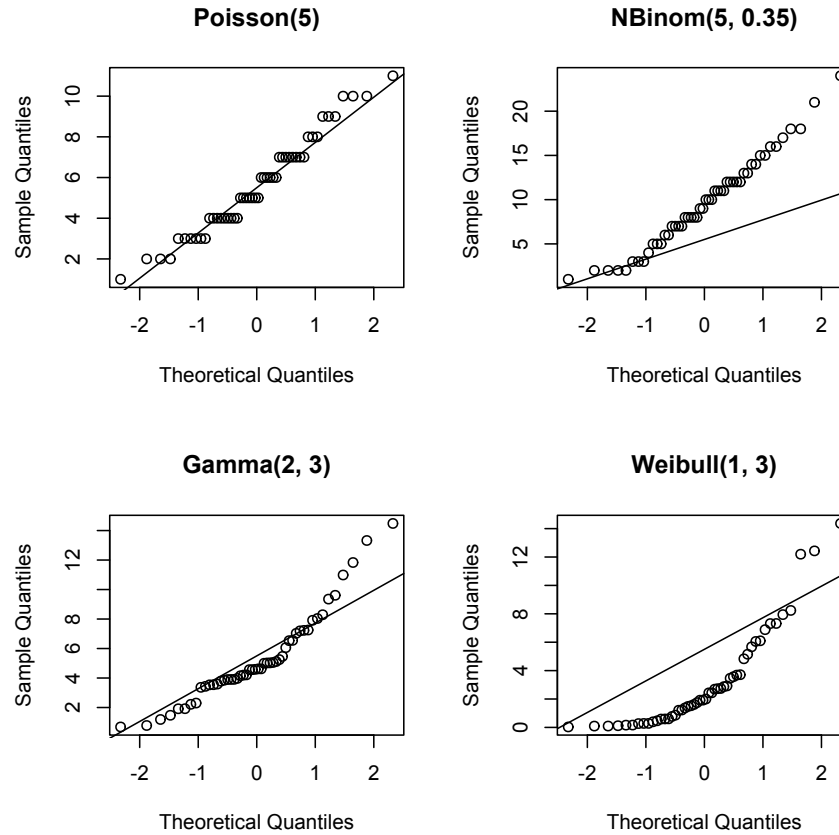 Poisson(5)
Sample Quantiles
10
8
6
4
2
-2 -1 0 1 2
Theoretical Quantiles
NBinom(5, 0.35)
Sample Quantiles
20
15
10
5
-2 -1 0 1 2
Theoretical Quantiles
Gamma(2, 3)
Sample Quantiles
12
8
6
4
2
-2 -1 0 1 2
Theoretical Quantiles
Weibull(1, 3)
Sample Quantiles
12
8
4
0
-2 -1 0 1 2
Theoretical Quantiles